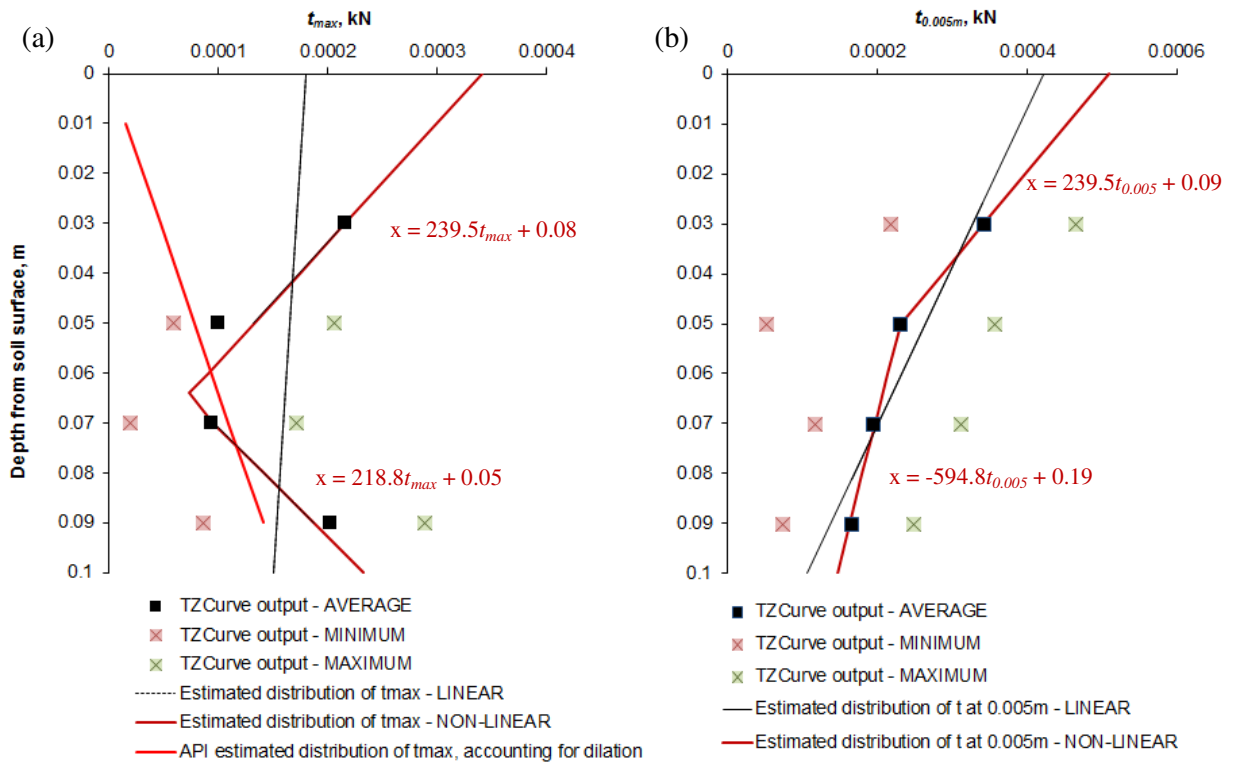 (a)
t_max, kN
0 0.0001 0.0002 0.0003 0.0004
Depth from soil surface, m
0
0.01
0.02
0.03
0.04
0.05
0.06
0.07
0.08
0.09
0.1
x = 239.5t_max + 0.08
x = 218.8t_max + 0.05
TZCurve output - AVERAGE
TZCurve output - MINIMUM
TZCurve output - MAXIMUM
Estimated distribution of tmax - LINEAR
Estimated distribution of tmax - NON-LINEAR
API estimated distribution of tmax, accounting for dilation
(b)
t_0.005m, kN
0 0.0002 0.0004 0.0006
0
0.01
0.02
0.03
0.04
0.05
0.06
0.07
0.08
0.09
0.1
x = 239.5t_0.005 + 0.09
x = -594.8t_0.005 + 0.19
TZCurve output - AVERAGE
TZCurve output - MINIMUM
TZCurve output - MAXIMUM
Estimated distribution of t at 0.005m - LINEAR
Estimated distribution of t at 0.005m - NON-LINEAR